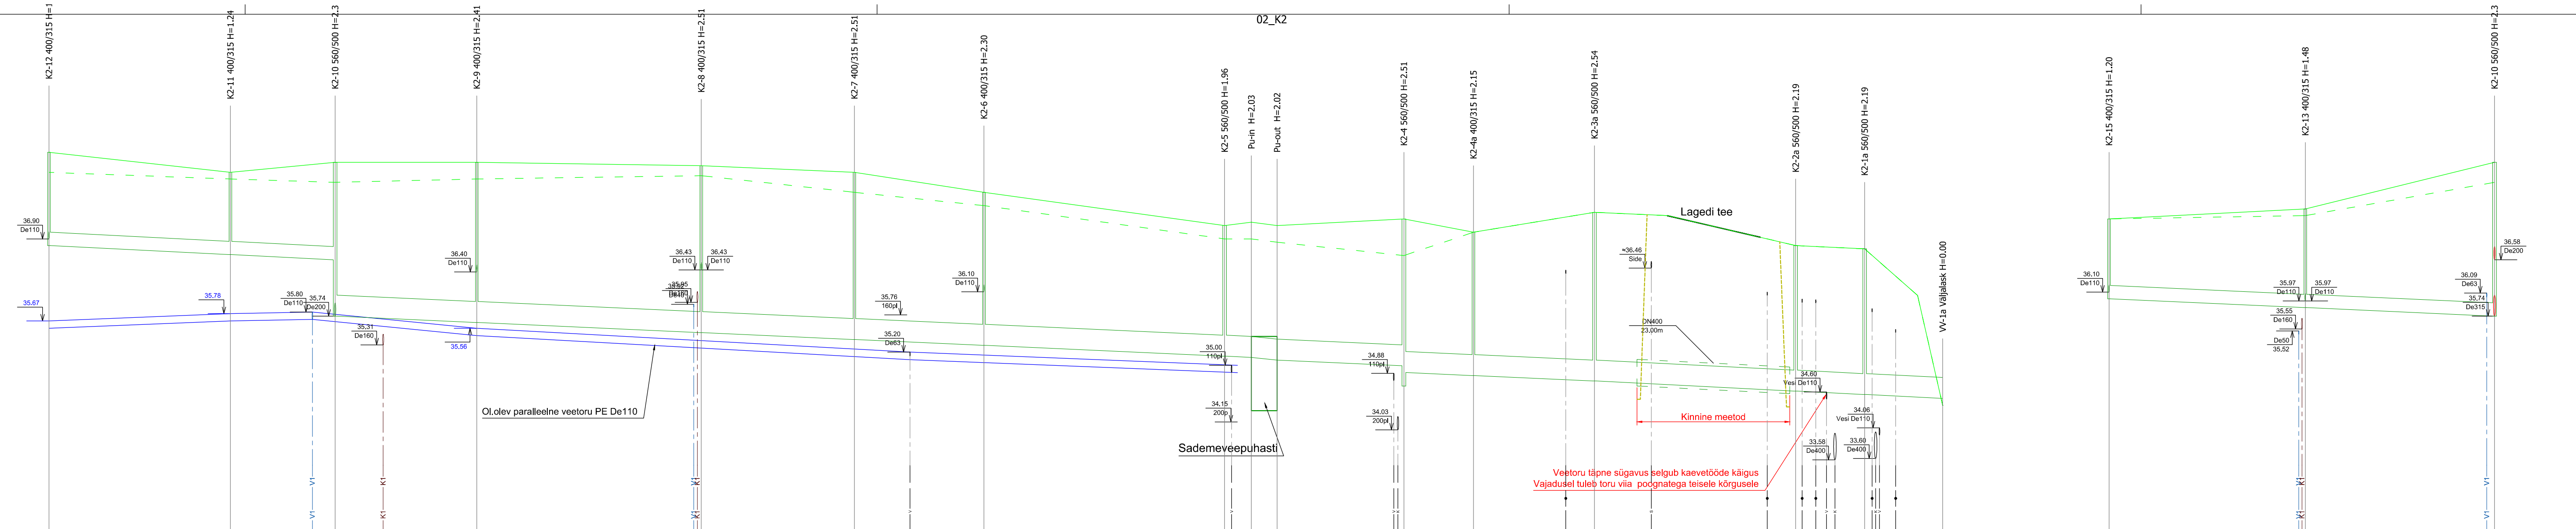 02_K2
K2-12 400/315 H=1
K2-11 400/315 H=1.24
K2-10 560/500 H=2.3
K2-9 400/315 H=2.41
K2-8 400/315 H=2.51
K2-7 400/315 H=2.51
K2-6 400/315 H=2.30
K2-5 560/500 H=1.96
Pu-in H=2.03
Pu-out H=2.02
K2-4 560/500 H=2.51
K2-4a 400/315 H=2.15
K2-3a 560/500 H=2.54
K2-2a 560/500 H=2.19
K2-1a 560/500 H=2.19
VV-1a Väljalask H=0.00
K2-15 400/315 H=1.20
K2-13 400/315 H=1.48
K2-10 560/500 H=2.3
Lagedi tee
36,90
De110
35,67
35,78
35,80
De110
35,74
De200
35,31
De160
36,40
De110
35,56
36,43
De110
36,43
De110
35,76
160pl
35,20
De63
36,10
De110
35,00
110pl
34,15
200p
34,88
110pl
34,03
200pl
≈36.46
Side
DN400
23,00m
34,60
Vesi De110
34,06
Vesi De110
33,58
De400
33,60
De400
36,10
De110
35,97
De110
35,97
De110
35,55
De160
De50
35,52
36,58
De200
36,09
De63
35,74
De315
Ol.olev paralleelne veetoru PE De110
Sademeveepuhasti
Kinnine meetod
Veetoru täpne sügavus selgub kaevetööde käigus
Vajadusel tuleb toru viia poognatega teisele kõrgusele
V1
K1
V1
K1
V1
K1
V1
K1
V1
V1
K1
V1